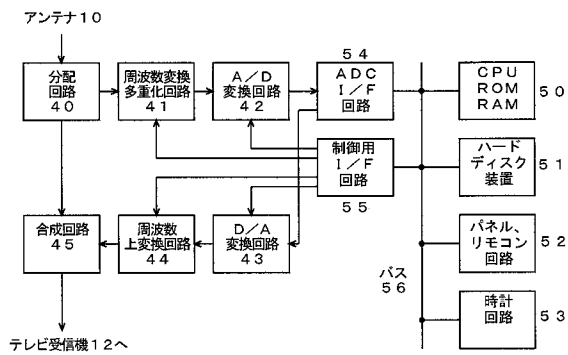 アンテナ10
分配
回路
40
周波数変換
多重化回路
41
A/D
変換回路
42
54
ADC
I/F
回路
CPU
ROM
RAM
50
制御用
I/F
回路
55
ハード
ディスク
装置
51
合成回路
45
周波数
上変換回路
44
D/A
変換回路
43
バス
56
パネル、
リモコン
回路
52
時計
回路
53
テレビ受信機12へ